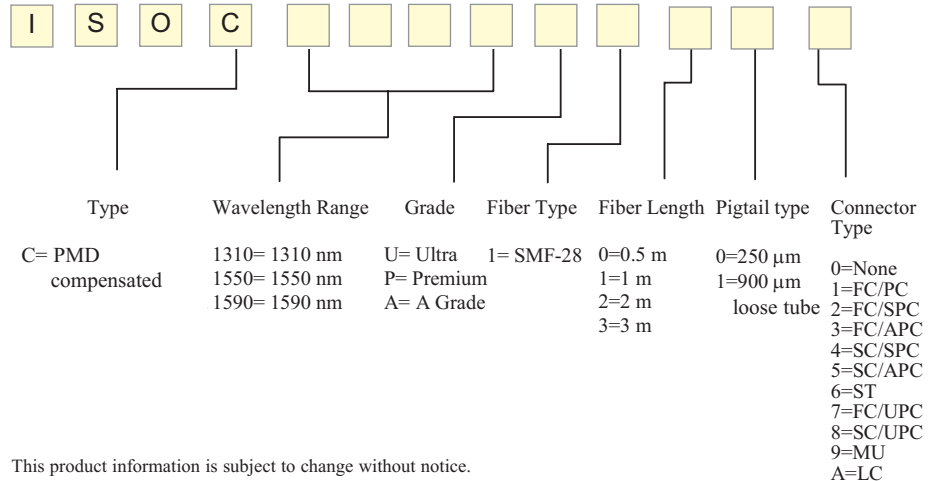 I S O C
Type
C= PMD
compensated
Wavelength Range
1310= 1310 nm
1550= 1550 nm
1590= 1590 nm
Grade
U= Ultra
P= Premium
A= A Grade
Fiber Type
1= SMF-28
Fiber Length
0=0.5 m
1=1 m
2=2 m
3=3 m
Pigtail type
0=250 μm
1=900 μm
loose tube
Connector
Type
0=None
1=FC/PC
2=FC/SPC
3=FC/APC
4=SC/SPC
5=SC/APC
6=ST
7=FC/UPC
8=SC/UPC
9=MU
A=LC
This product information is subject to change without notice.